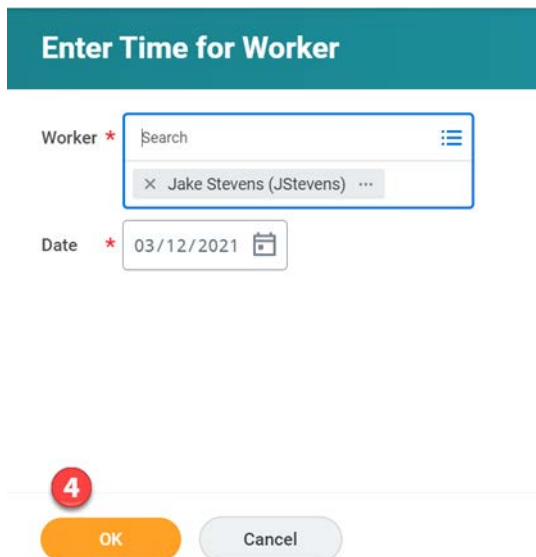 Enter Time for Worker
Worker * Search
× Jake Stevens (JStevens) ...
Date * 03/12/2021
4
OK Cancel